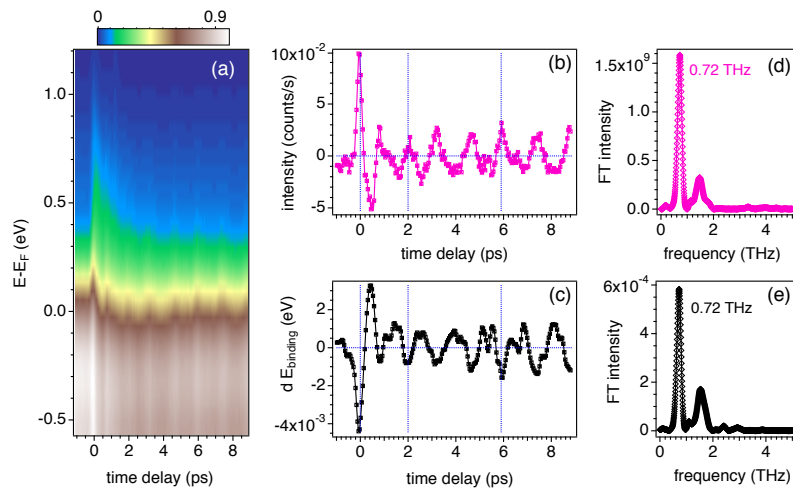 0.0 0.9
(a)
1.0
0.5
0.0
-0.5
E-E_F (eV)
0 2 4 6 8
time delay (ps)
(b)
10x10^-2
5
0
-5
intensity (counts/s)
0 2 4 6 8
time delay (ps)
(c)
2
0
-2
-4x10^-3
d E_binding (eV)
0 2 4 6 8
time delay (ps)
(d)
0.72 THz
1.5x10^9
1.0
0.5
0.0
FT intensity
0 2 4
frequency (THz)
(e)
0.72 THz
6x10^-4
4
2
0
FT intensity
0 2 4
frequency (THz)